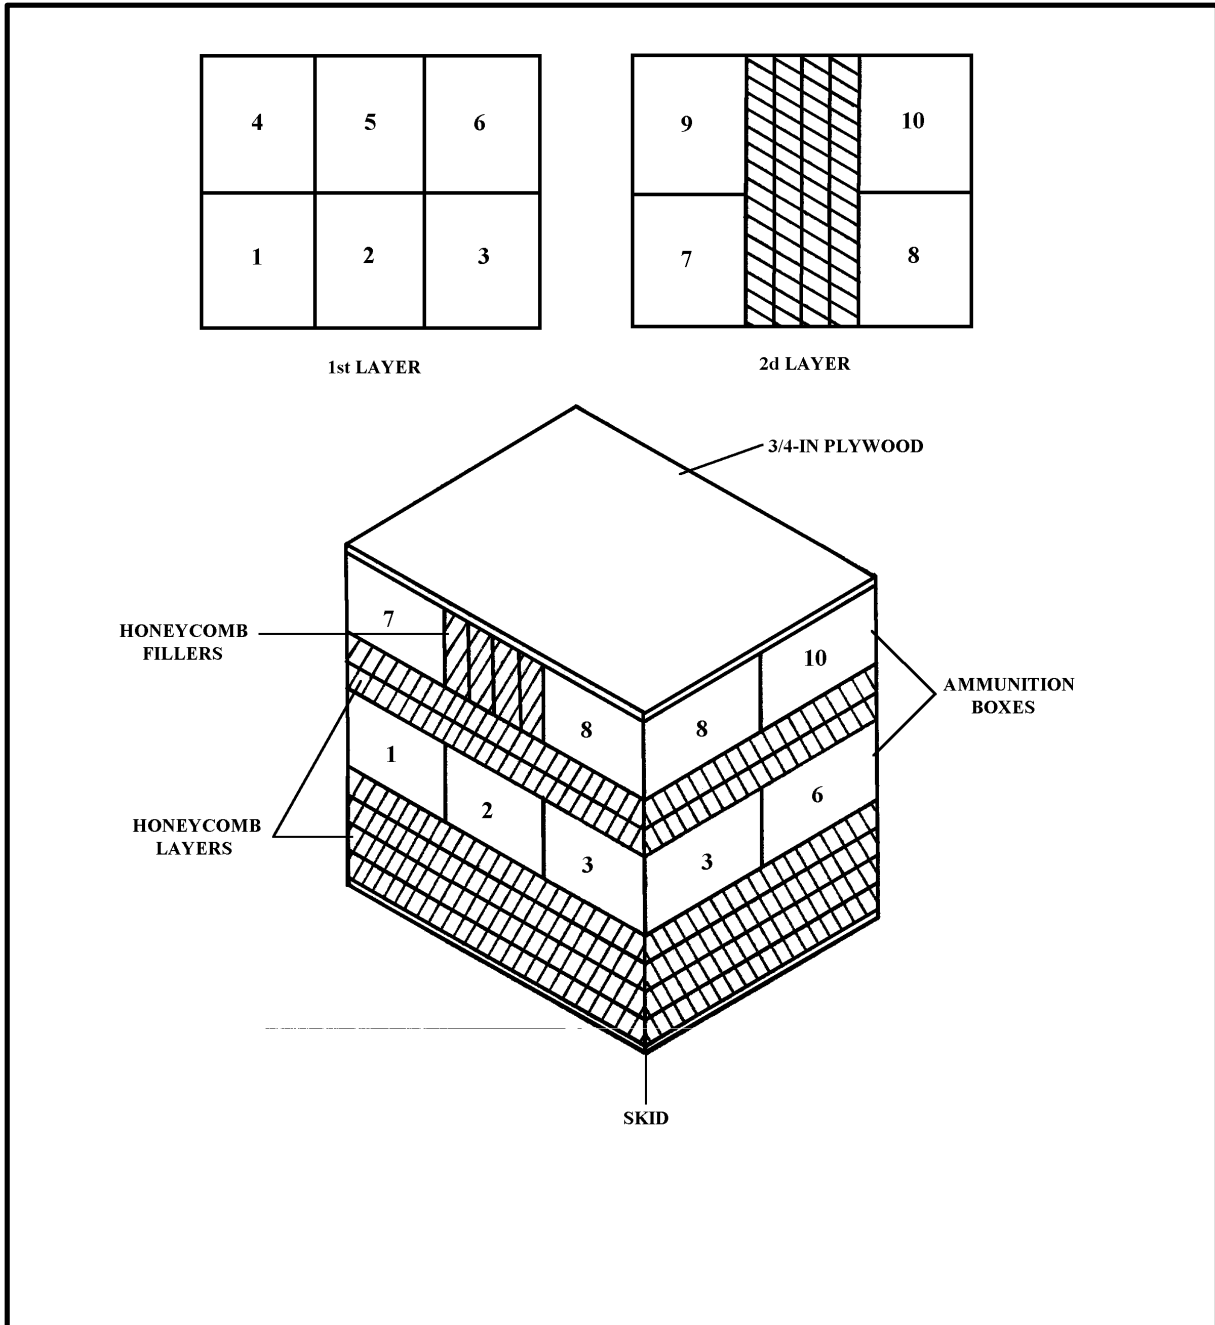 4 5 6
1 2 3
1st LAYER
9 10
7 8
2d LAYER
3/4-IN PLYWOOD
7
HONEYCOMB
FILLERS
10
8 8
AMMUNITION
BOXES
1
2
6
HONEYCOMB
LAYERS
3 3
SKID